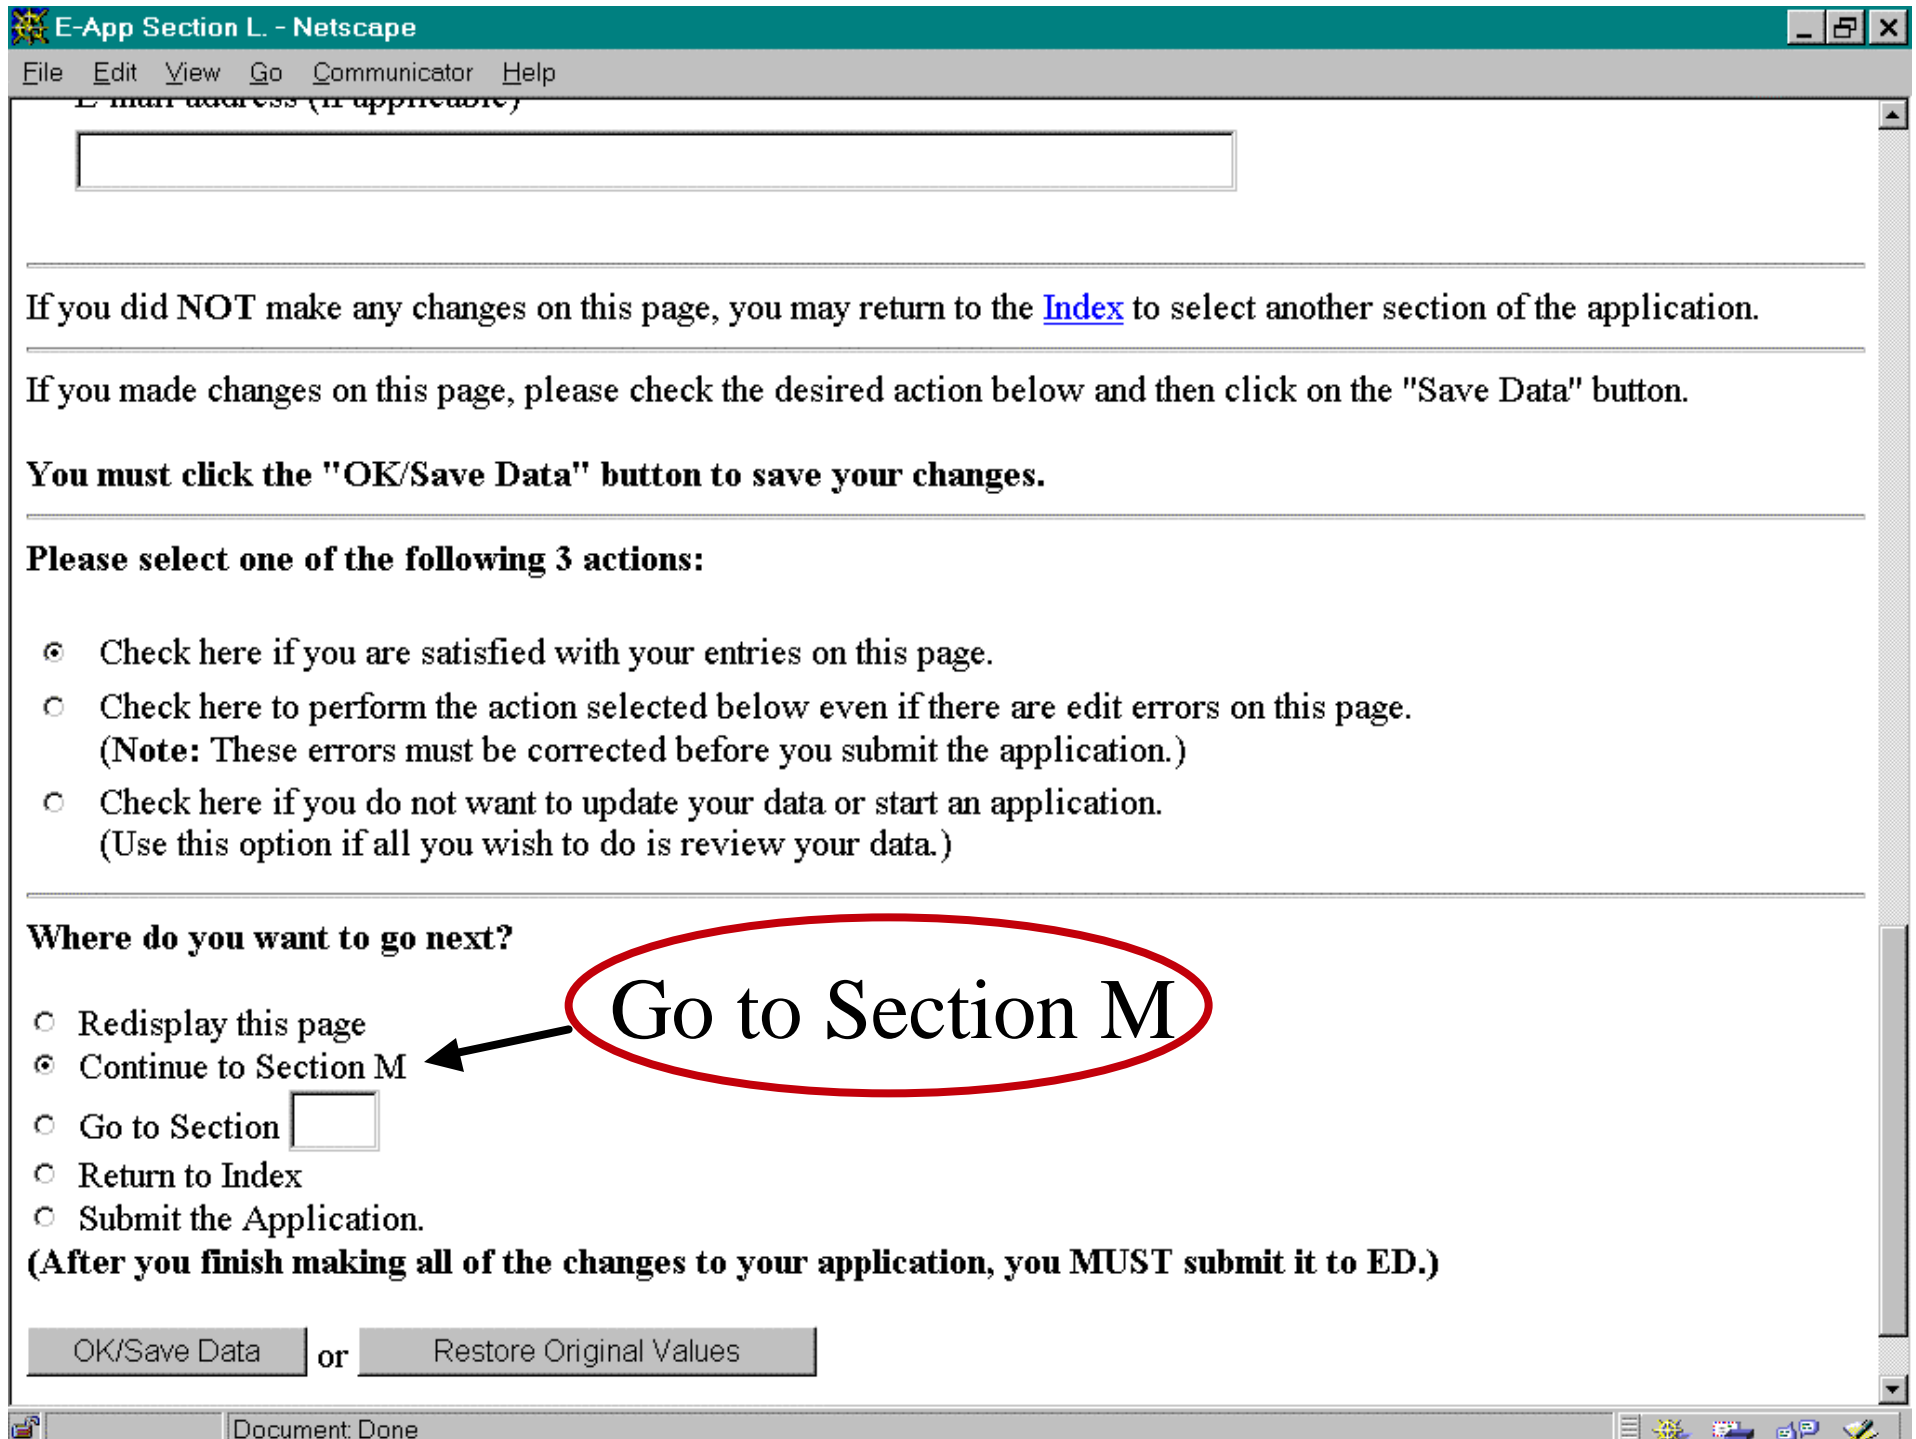 E-App Section L. - Netscape
File Edit View Go Communicator Help
E-mail address (if applicable)
If you did NOT make any changes on this page, you may return to the Index to select another section of the application.
If you made changes on this page, please check the desired action below and then click on the "Save Data" button.
You must click the "OK/Save Data" button to save your changes.
Please select one of the following 3 actions:
Check here if you are satisfied with your entries on this page.
Check here to perform the action selected below even if there are edit errors on this page.
(Note: These errors must be corrected before you submit the application.)
Check here if you do not want to update your data or start an application.
(Use this option if all you wish to do is review your data.)
Where do you want to go next?
Go to Section M
Redisplay this page
Continue to Section M
Go to Section
Return to Index
Submit the Application.
(After you finish making all of the changes to your application, you MUST submit it to ED.)
OK/Save Data or Restore Original Values
Document: Done